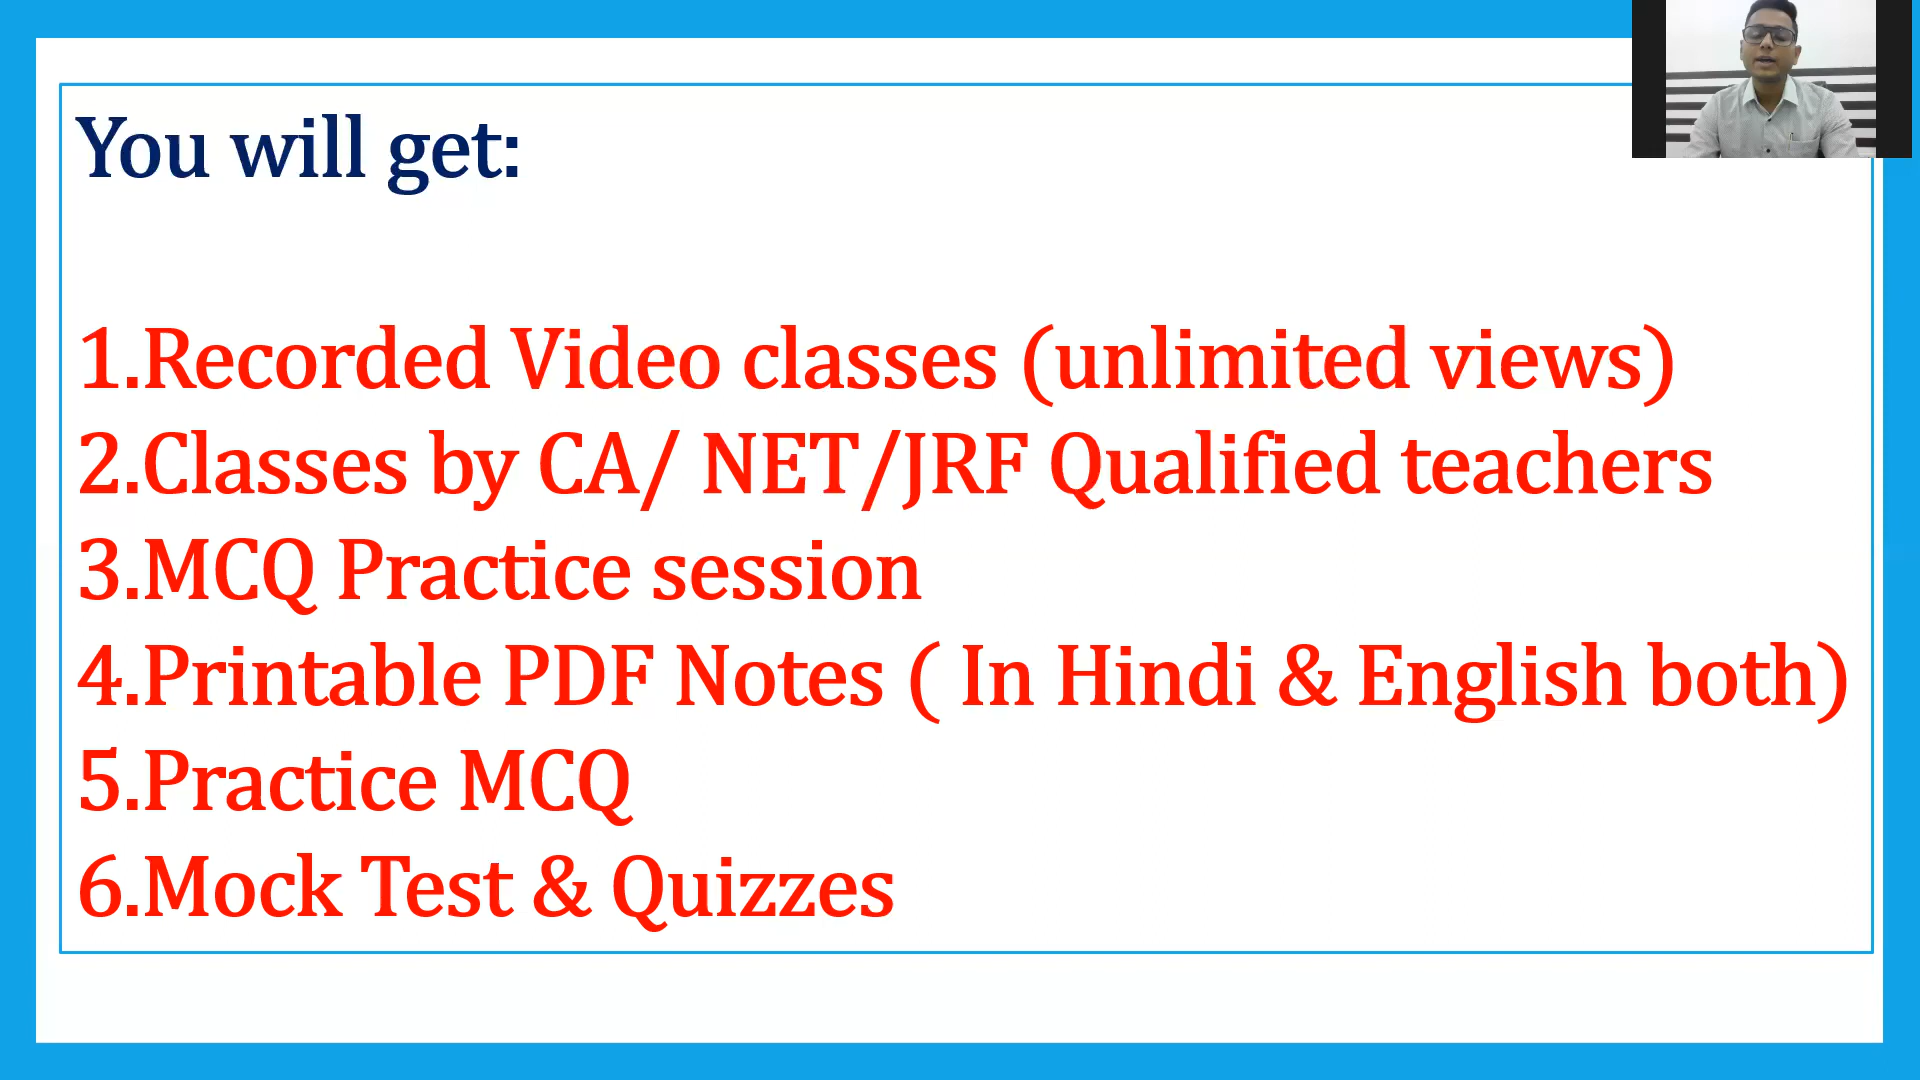 You will get:
1.Recorded Video classes (unlimited views)
2.Classes by CA/ NET/JRF Qualified teachers
3.MCQ Practice session
4.Printable PDF Notes ( In Hindi & English both)
5.Practice MCQ
6.Mock Test & Quizzes